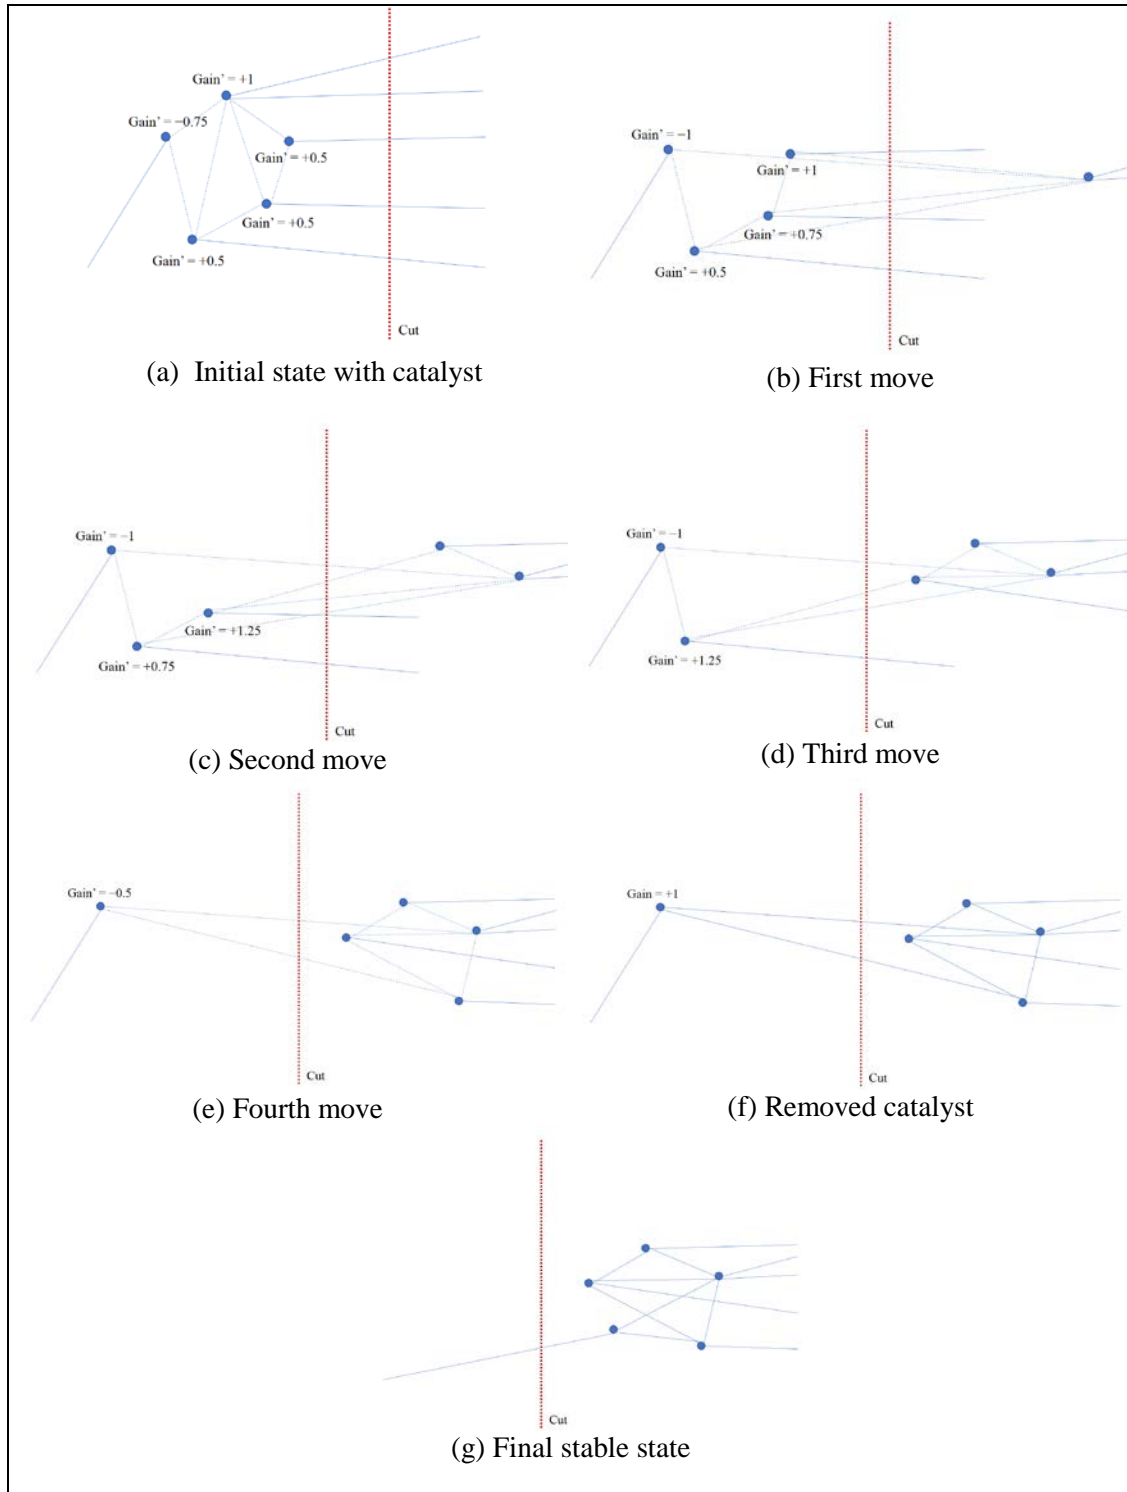 Gain’ = +1
Gain’ = −0.75
Gain’ = +0.5
Gain’ = +0.5
Gain’ = +0.5
Cut
(a) Initial state with catalyst
Gain’ = −1
Gain’ = +1
Gain’ = +0.75
Gain’ = +0.5
Cut
(b) First move
Gain’ = −1
Gain’ = +1.25
Gain’ = +0.75
Cut
(c) Second move
Gain’ = −1
Gain’ = +1.25
Cut
(d) Third move
Gain’ = −0.5
Cut
(e) Fourth move
Gain = +1
Cut
(f) Removed catalyst
Cut
(g) Final stable state